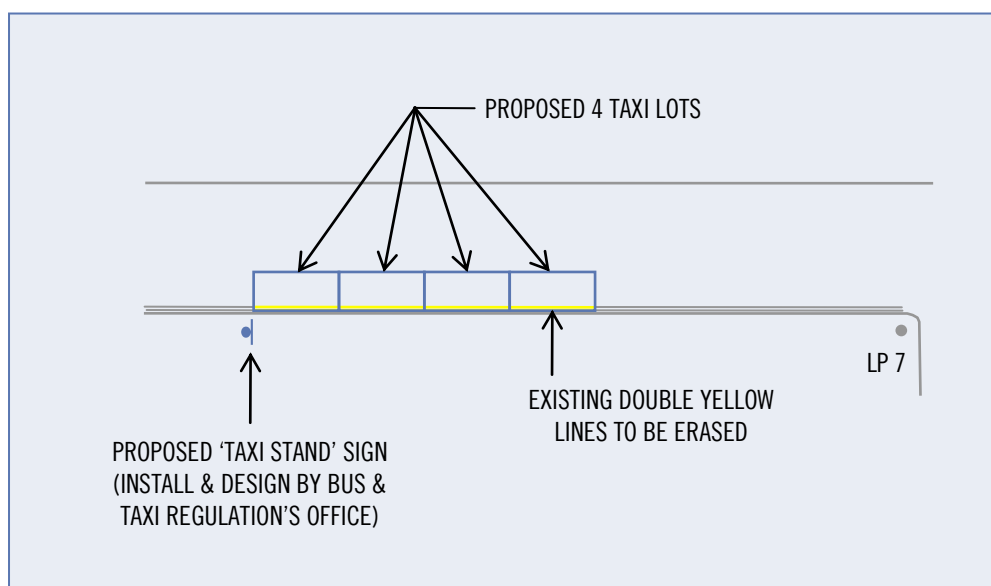 PROPOSED 4 TAXI LOTS
LP 7
EXISTING DOUBLE YELLOW
LINES TO BE ERASED
PROPOSED ‘TAXI STAND’ SIGN
(INSTALL & DESIGN BY BUS &
TAXI REGULATION’S OFFICE)